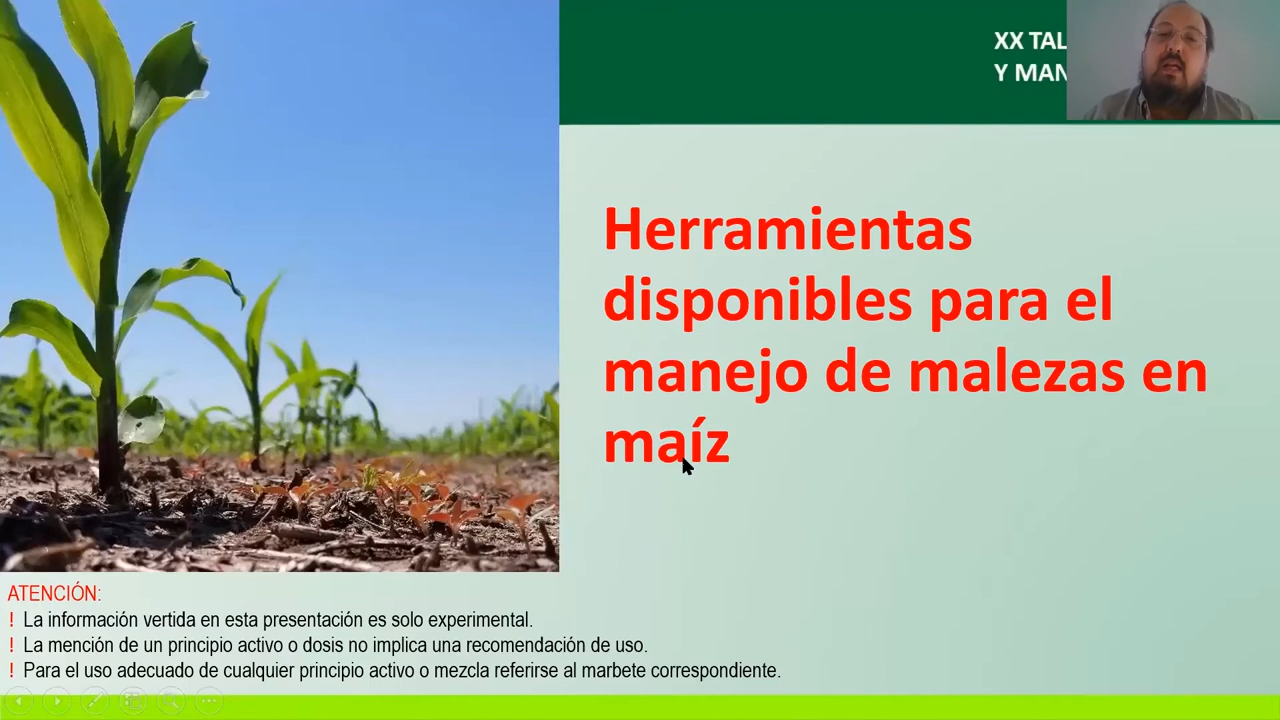 XX TAL
Y MAN
Herramientas
disponibles para el
manejo de malezas en
maíz
ATENCIÓN:
! La información vertida en esta presentación es solo experimental.
! La mención de un principio activo o dosis no implica una recomendación de uso.
! Para el uso adecuado de cualquier principio activo o mezcla referirse al marbete correspondiente.